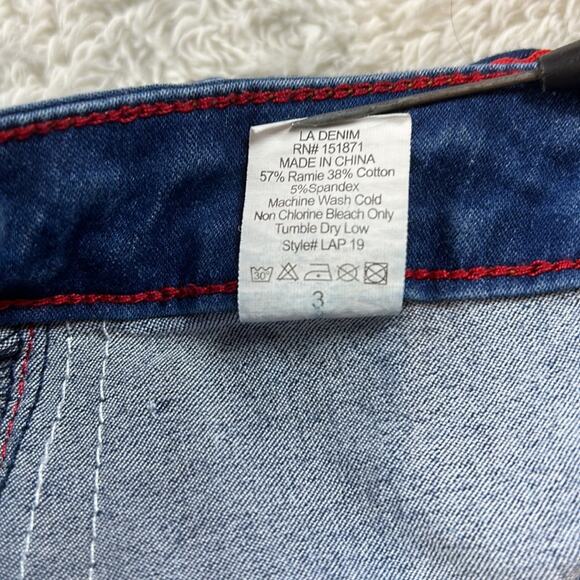 LA DENIM
RN# 151871
MADE IN CHINA
57% Ramie 38% Cotton
5%Spandex
Machine Wash Cold
Non Chlorine Bleach Only
Tumble Dry Low
Style# LAP 19
30°
3